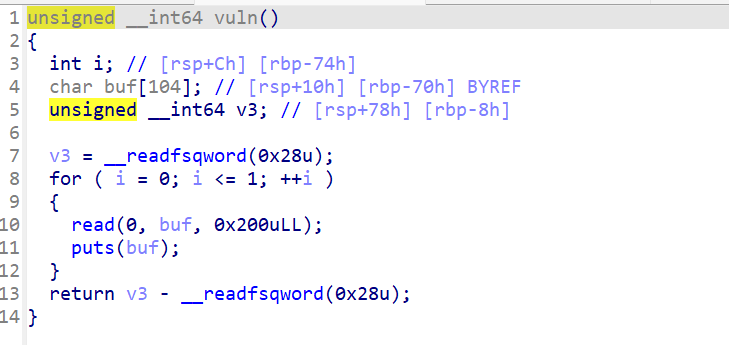 1 unsigned __int64 vuln()
2 {
3 int i; // [rsp+Ch] [rbp-74h]
4 char buf[104]; // [rsp+10h] [rbp-70h] BYREF
5 unsigned __int64 v3; // [rsp+78h] [rbp-8h]
6
7 v3 = __readfsqword(0x28u);
8 for ( i = 0; i <= 1; ++i )
9 {
10 read(0, buf, 0x200uLL);
11 puts(buf);
12 }
13 return v3 - __readfsqword(0x28u);
14 }